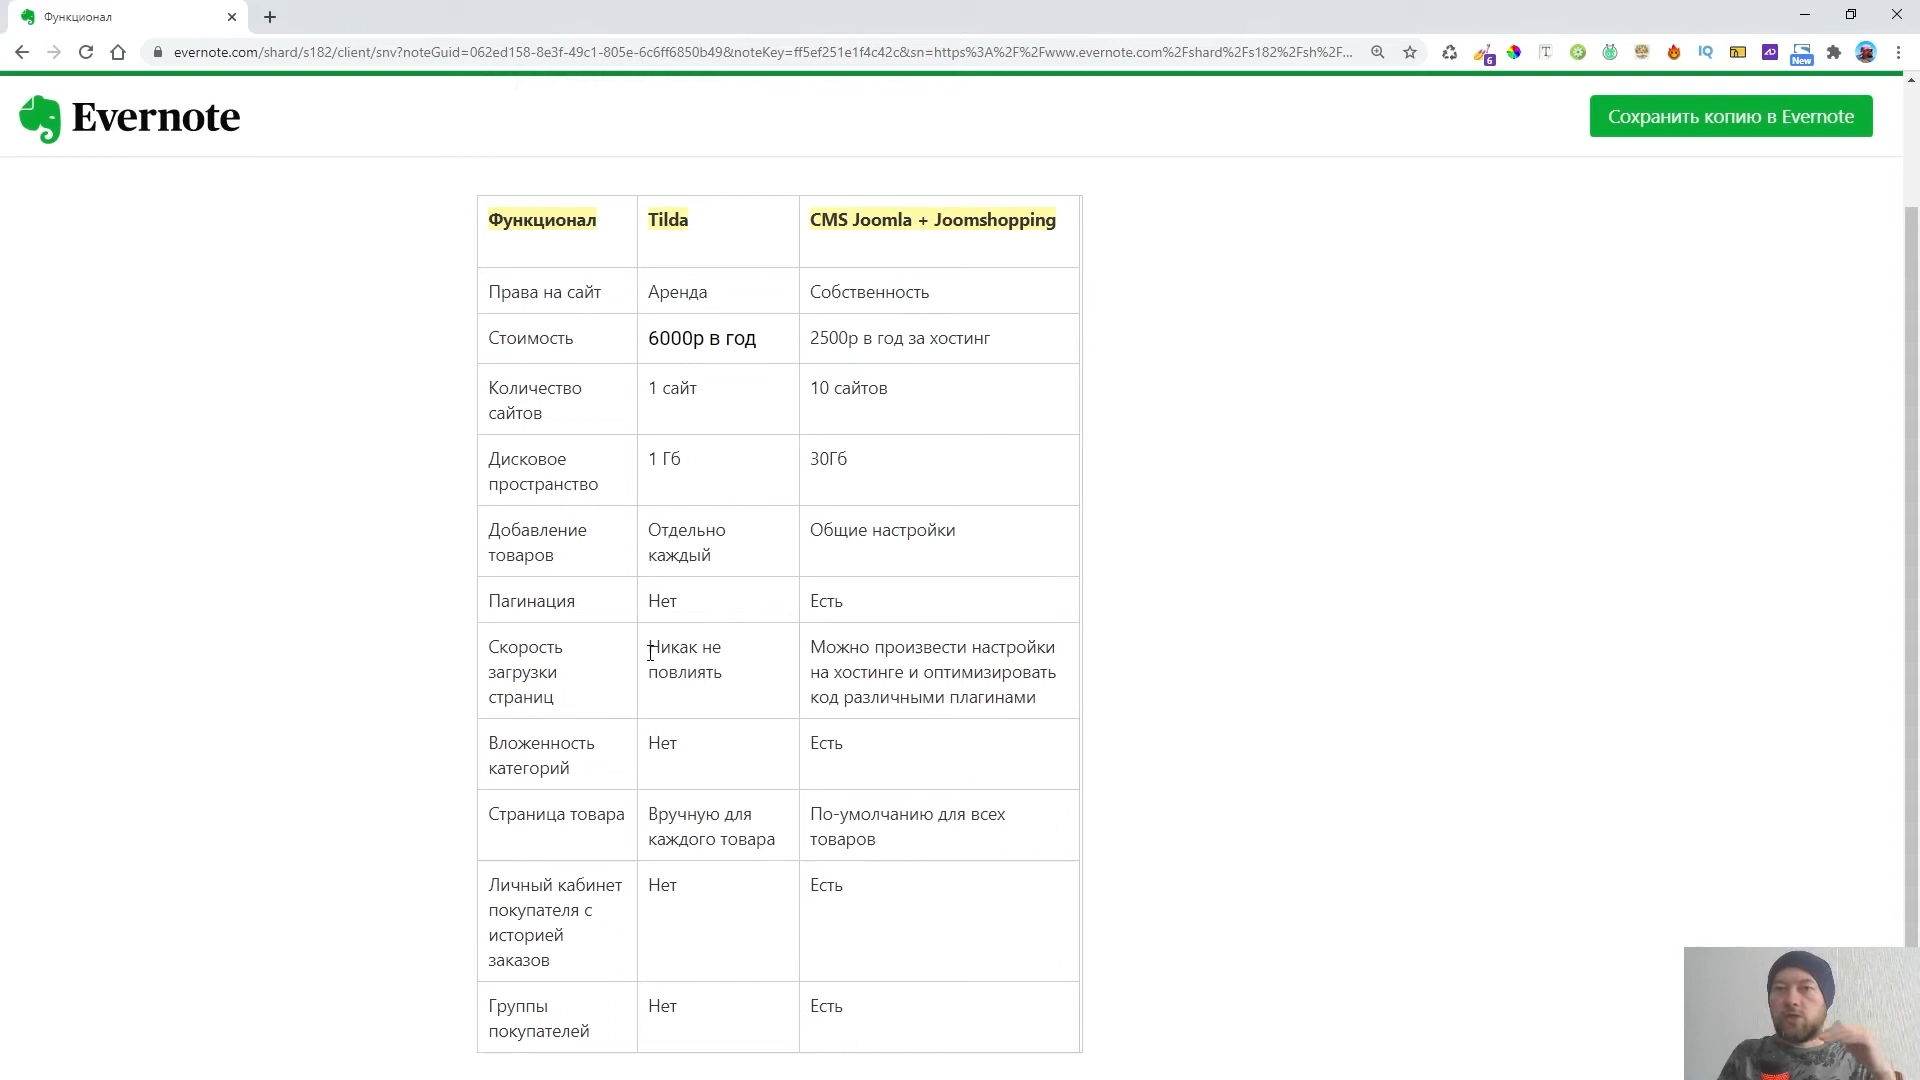 Функционал
evernote.com/shard/s182/client/snv?noteGuid=062ed158-8e3f-49c1-805e-6c6ff6850b49&noteKey=ff5ef251e1f4c42c&sn=https%3A%2F%2Fwww.evernote.com%2Fshard%2Fs182%2Fsh%2F...
6
T
IQ
New
Evernote
Сохранить копию в Evernote
Функционал Tilda CMS Joomla + Joomshopping
Права на сайт Аренда Собственность
Стоимость 6000р в год 2500р в год за хостинг
Количество 1 сайт 10 сайтов
сайтов
Дисковое 1 Гб 30Гб
пространство
Добавление Отдельно Общие настройки
товаров каждый
Пагинация Нет Есть
Скорость Никак не Можно произвести настройки
загрузки повлиять на хостинге и оптимизировать
страниц код различными плагинами
Вложенность Нет Есть
категорий
Страница товара Вручную для По-умолчанию для всех
каждого товара товаров
Личный кабинет Нет Есть
покупателя с
историей
заказов
Группы Нет Есть
покупателей